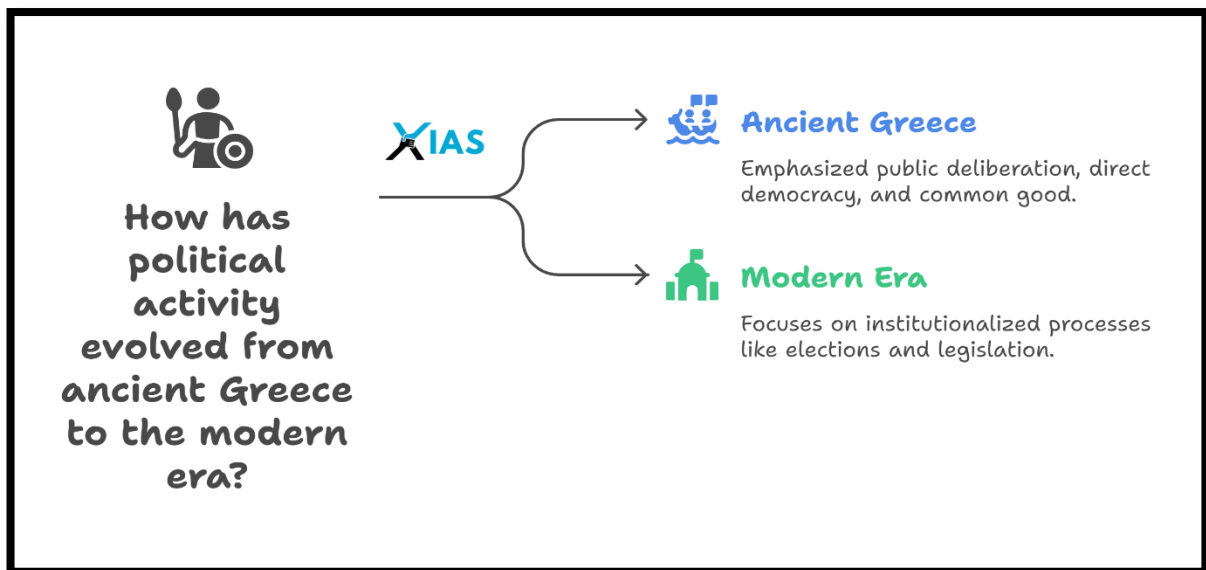 How has
political
activity
evolved from
ancient Greece
to the modern
era?
XIAS
Ancient Greece
Emphasized public deliberation, direct
democracy, and common good.
Modern Era
Focuses on institutionalized processes
like elections and legislation.